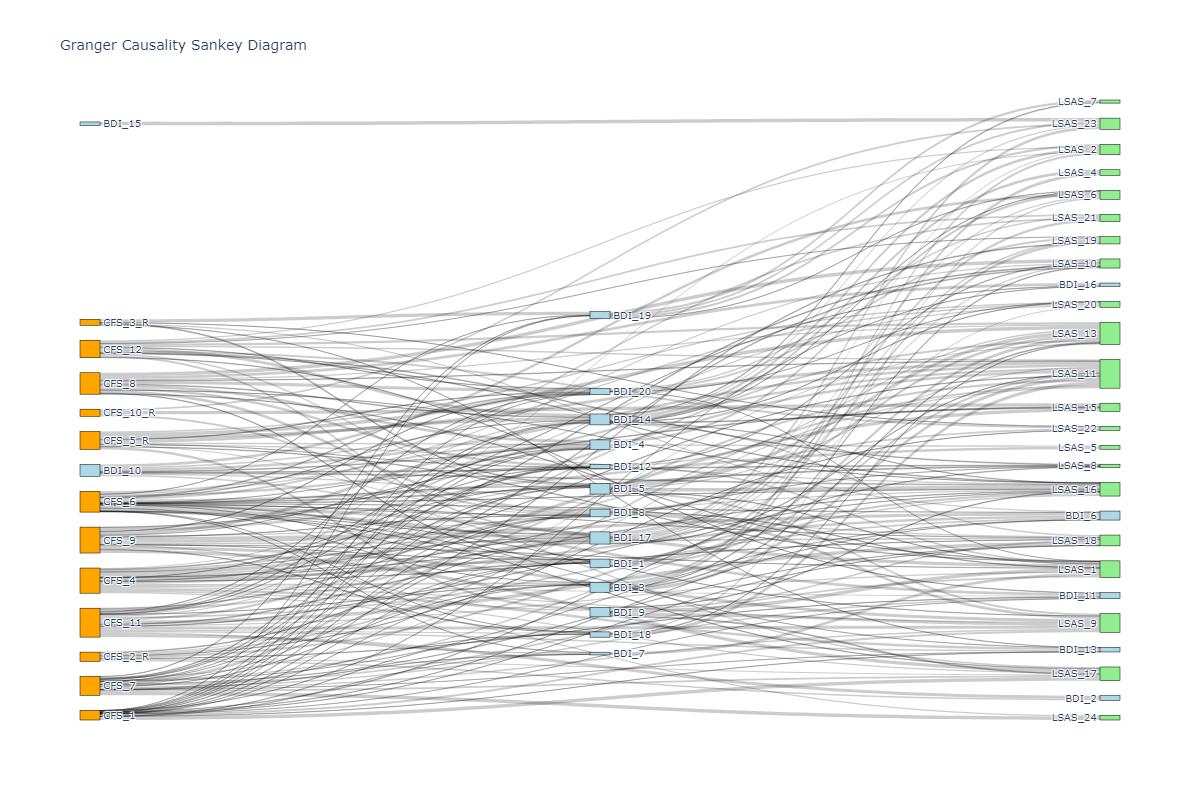 Granger Causality Sankey Diagram
BDI_15
CFS_3_R
CFS_12
CFS_8
CFS_10_R
CFS_5_R
BDI_10
CFS_6
CFS_9
CFS_4
CFS_11
CFS_2_R
CFS_7
CFS_1
BDI_19
BDI_20
BDI_14
BDI_4
BDI_12
BDI_5
BDI_8
BDI_17
BDI_1
BDI_3
BDI_9
BDI_18
BDI_7
LSAS_7
LSAS_23
LSAS_2
LSAS_4
LSAS_6
LSAS_21
LSAS_19
LSAS_10
BDI_16
LSAS_20
LSAS_13
LSAS_11
LSAS_15
LSAS_22
LSAS_5
LSAS_8
LSAS_16
BDI_6
LSAS_18
LSAS_1
BDI_11
LSAS_9
BDI_13
LSAS_17
BDI_2
LSAS_24